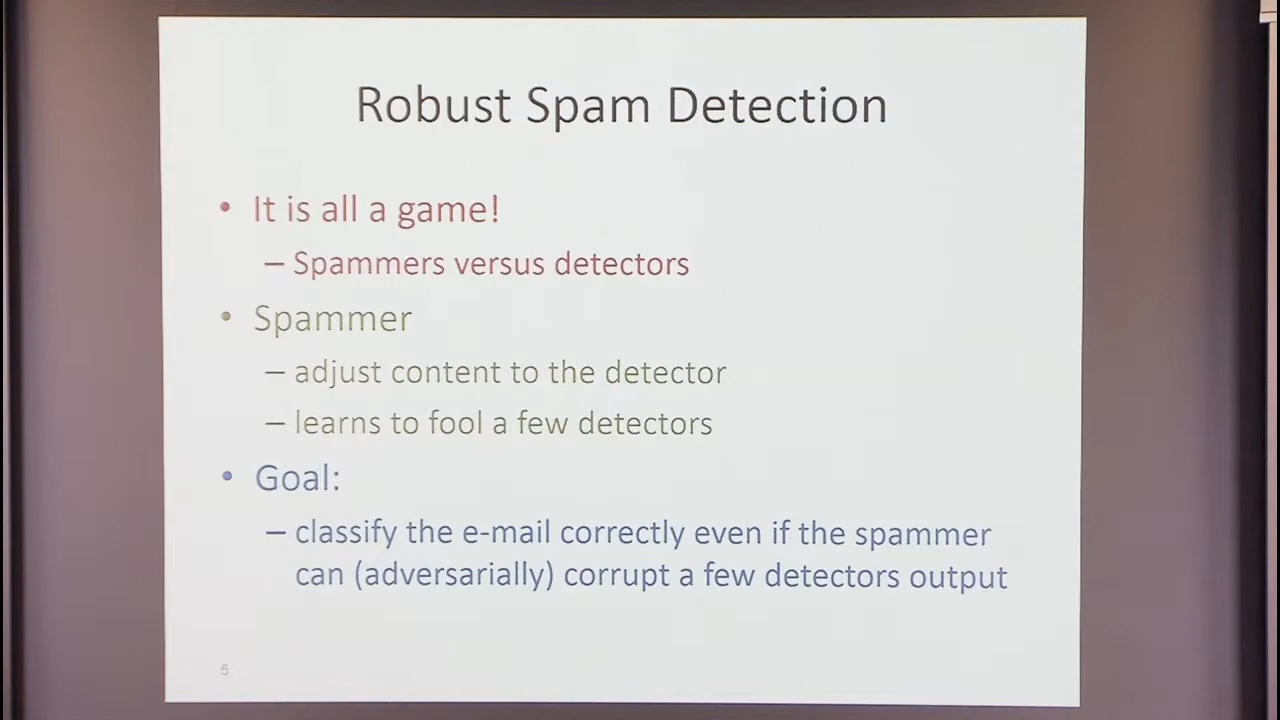 Robust Spam Detection
• It is all a game!
– Spammers versus detectors
• Spammer
– adjust content to the detector
– learns to fool a few detectors
• Goal:
– classify the e-mail correctly even if the spammer
can (adversarially) corrupt a few detectors output
5